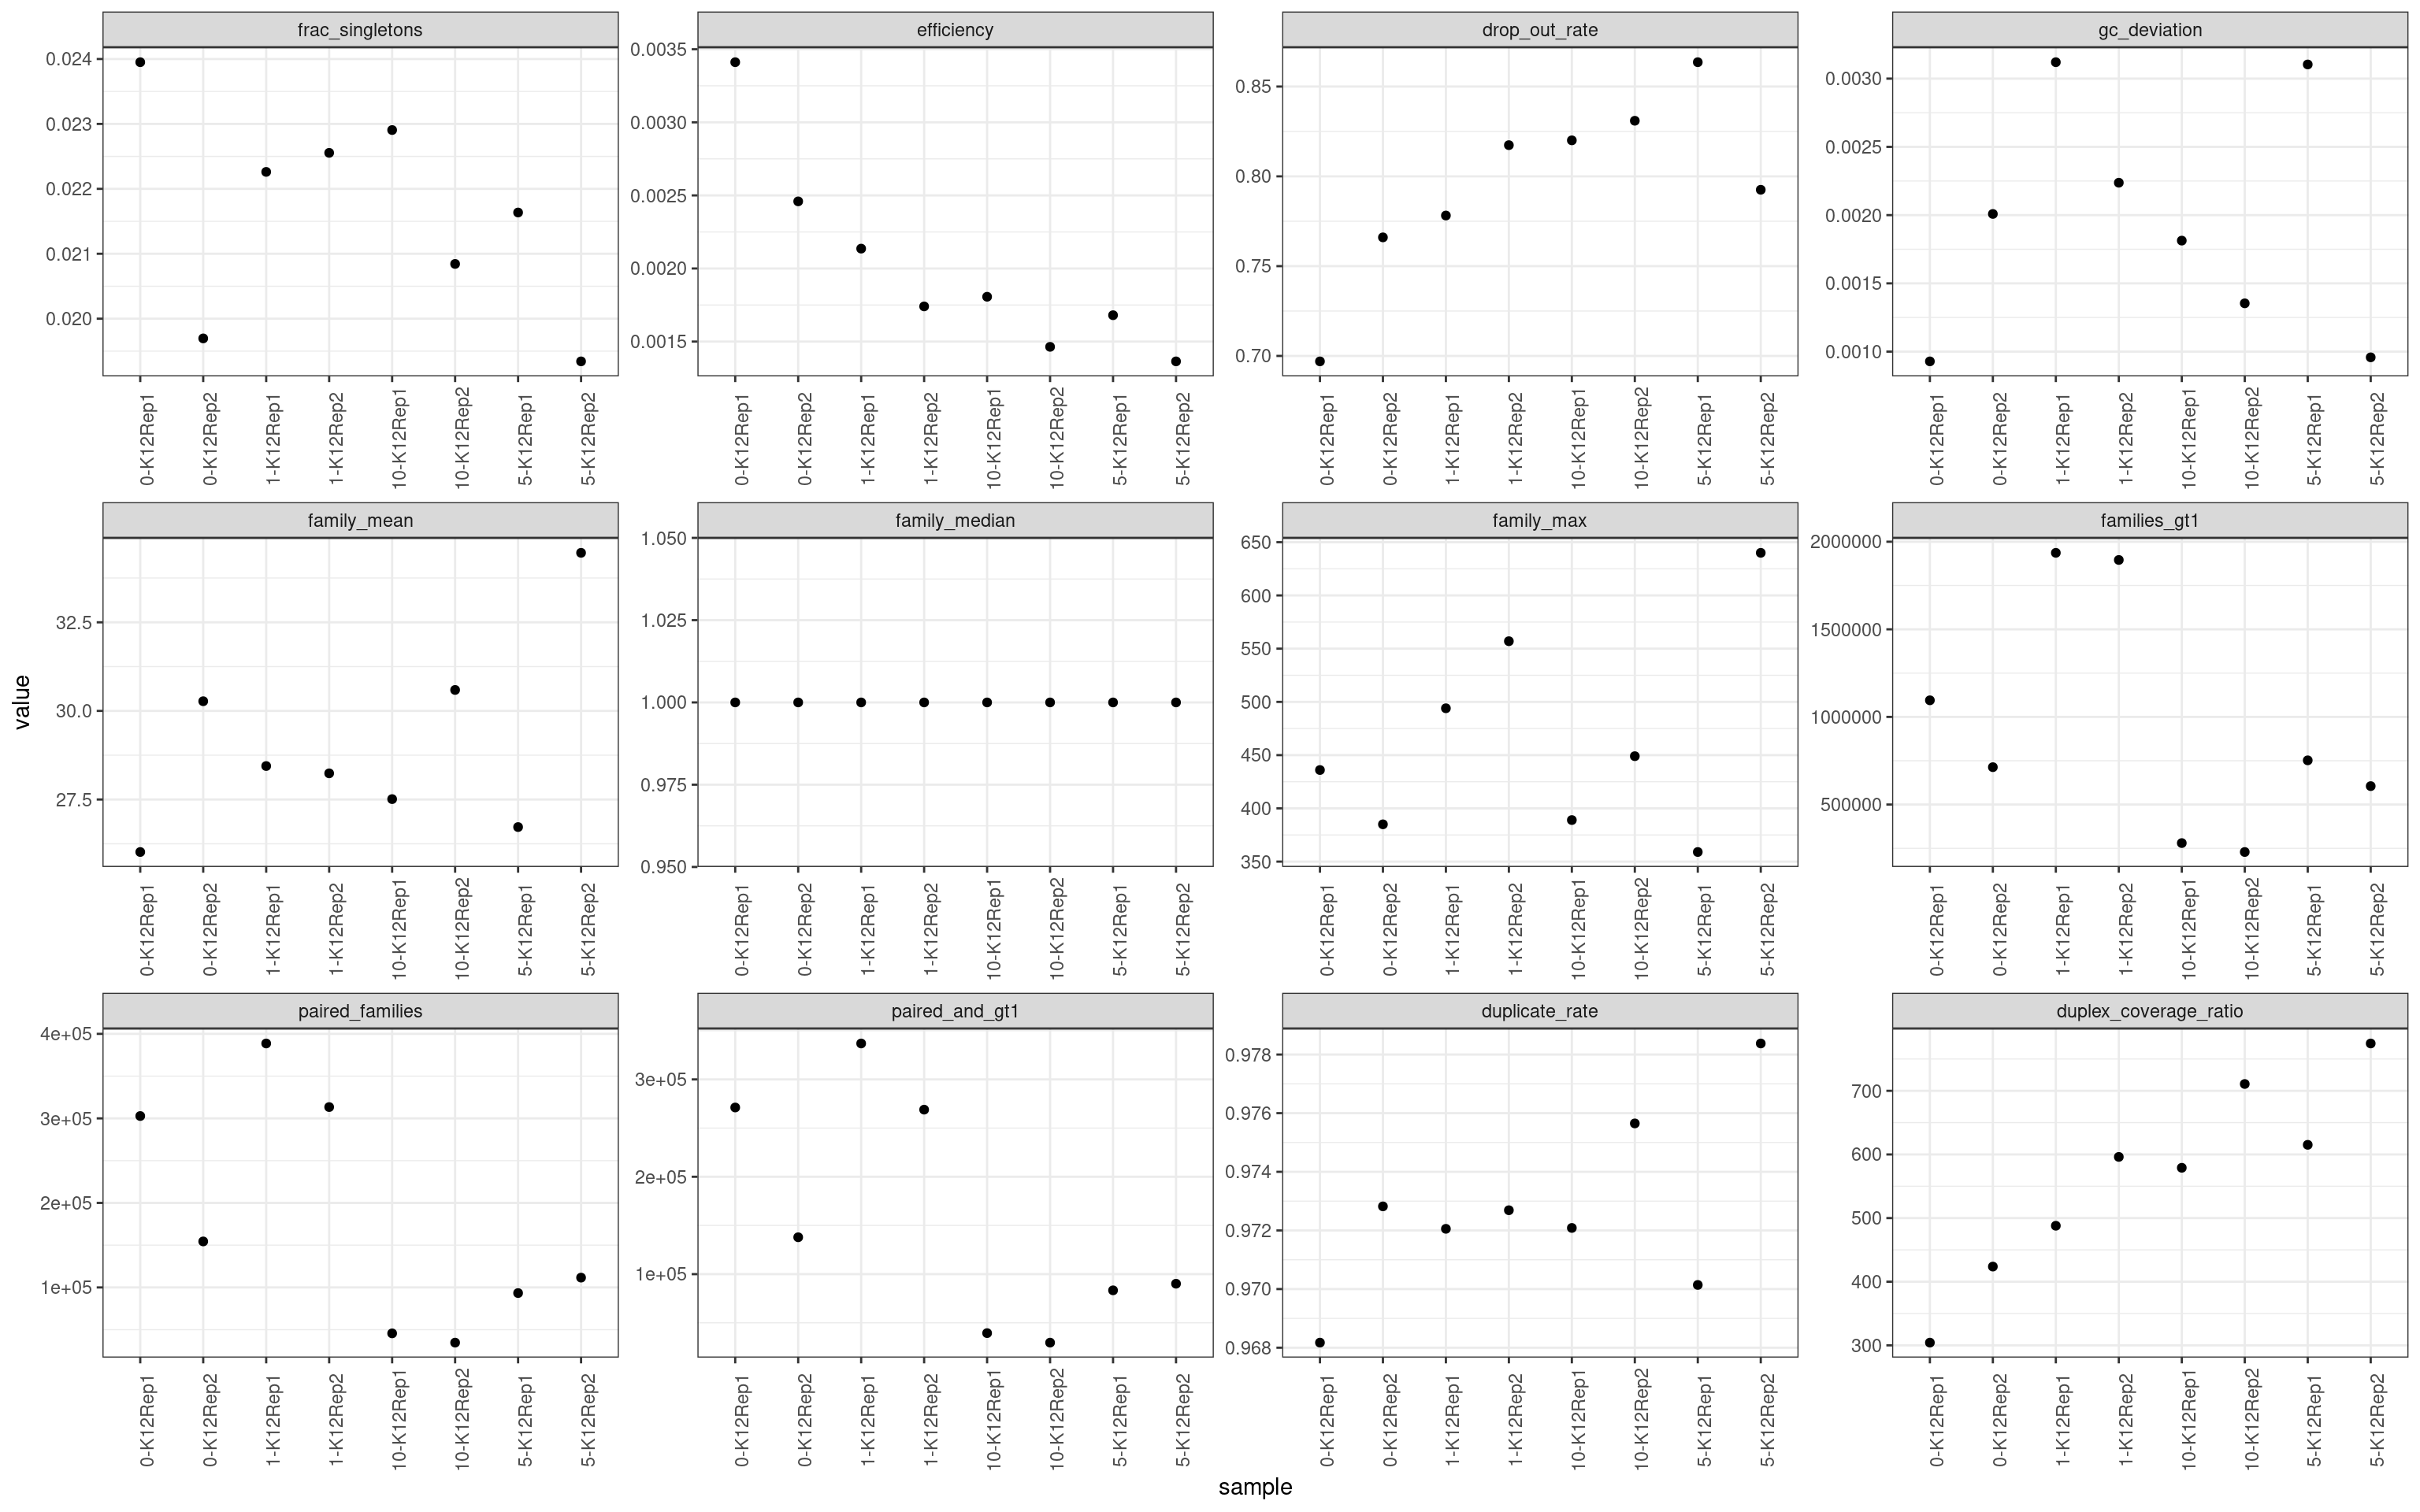 frac_singletons
efficiency
drop_out_rate
gc_deviation
0.024
0.023
0.022
0.021
0.020
0.0035
0.0030
0.0025
0.0020
0.0015
0.85
0.80
0.75
0.70
0.0030
0.0025
0.0020
0.0015
0.0010
0-K12Rep1
0-K12Rep2
1-K12Rep1
1-K12Rep2
10-K12Rep1
10-K12Rep2
5-K12Rep1
5-K12Rep2
0-K12Rep1
0-K12Rep2
1-K12Rep1
1-K12Rep2
10-K12Rep1
10-K12Rep2
5-K12Rep1
5-K12Rep2
0-K12Rep1
0-K12Rep2
1-K12Rep1
1-K12Rep2
10-K12Rep1
10-K12Rep2
5-K12Rep1
5-K12Rep2
0-K12Rep1
0-K12Rep2
1-K12Rep1
1-K12Rep2
10-K12Rep1
10-K12Rep2
5-K12Rep1
5-K12Rep2
family_mean
family_median
family_max
families_gt1
value
32.5
30.0
27.5
1.050
1.025
1.000
0.975
0.950
650
600
550
500
450
400
350
2000000
1500000
1000000
500000
0-K12Rep1
0-K12Rep2
1-K12Rep1
1-K12Rep2
10-K12Rep1
10-K12Rep2
5-K12Rep1
5-K12Rep2
0-K12Rep1
0-K12Rep2
1-K12Rep1
1-K12Rep2
10-K12Rep1
10-K12Rep2
5-K12Rep1
5-K12Rep2
0-K12Rep1
0-K12Rep2
1-K12Rep1
1-K12Rep2
10-K12Rep1
10-K12Rep2
5-K12Rep1
5-K12Rep2
0-K12Rep1
0-K12Rep2
1-K12Rep1
1-K12Rep2
10-K12Rep1
10-K12Rep2
5-K12Rep1
5-K12Rep2
paired_families
paired_and_gt1
duplicate_rate
duplex_coverage_ratio
4e+05
3e+05
2e+05
1e+05
3e+05
2e+05
1e+05
0.978
0.976
0.974
0.972
0.970
0.968
700
600
500
400
300
0-K12Rep1
0-K12Rep2
1-K12Rep1
1-K12Rep2
10-K12Rep1
10-K12Rep2
5-K12Rep1
5-K12Rep2
0-K12Rep1
0-K12Rep2
1-K12Rep1
1-K12Rep2
10-K12Rep1
10-K12Rep2
5-K12Rep1
5-K12Rep2
0-K12Rep1
0-K12Rep2
1-K12Rep1
1-K12Rep2
10-K12Rep1
10-K12Rep2
5-K12Rep1
5-K12Rep2
0-K12Rep1
0-K12Rep2
1-K12Rep1
1-K12Rep2
10-K12Rep1
10-K12Rep2
5-K12Rep1
5-K12Rep2
sample